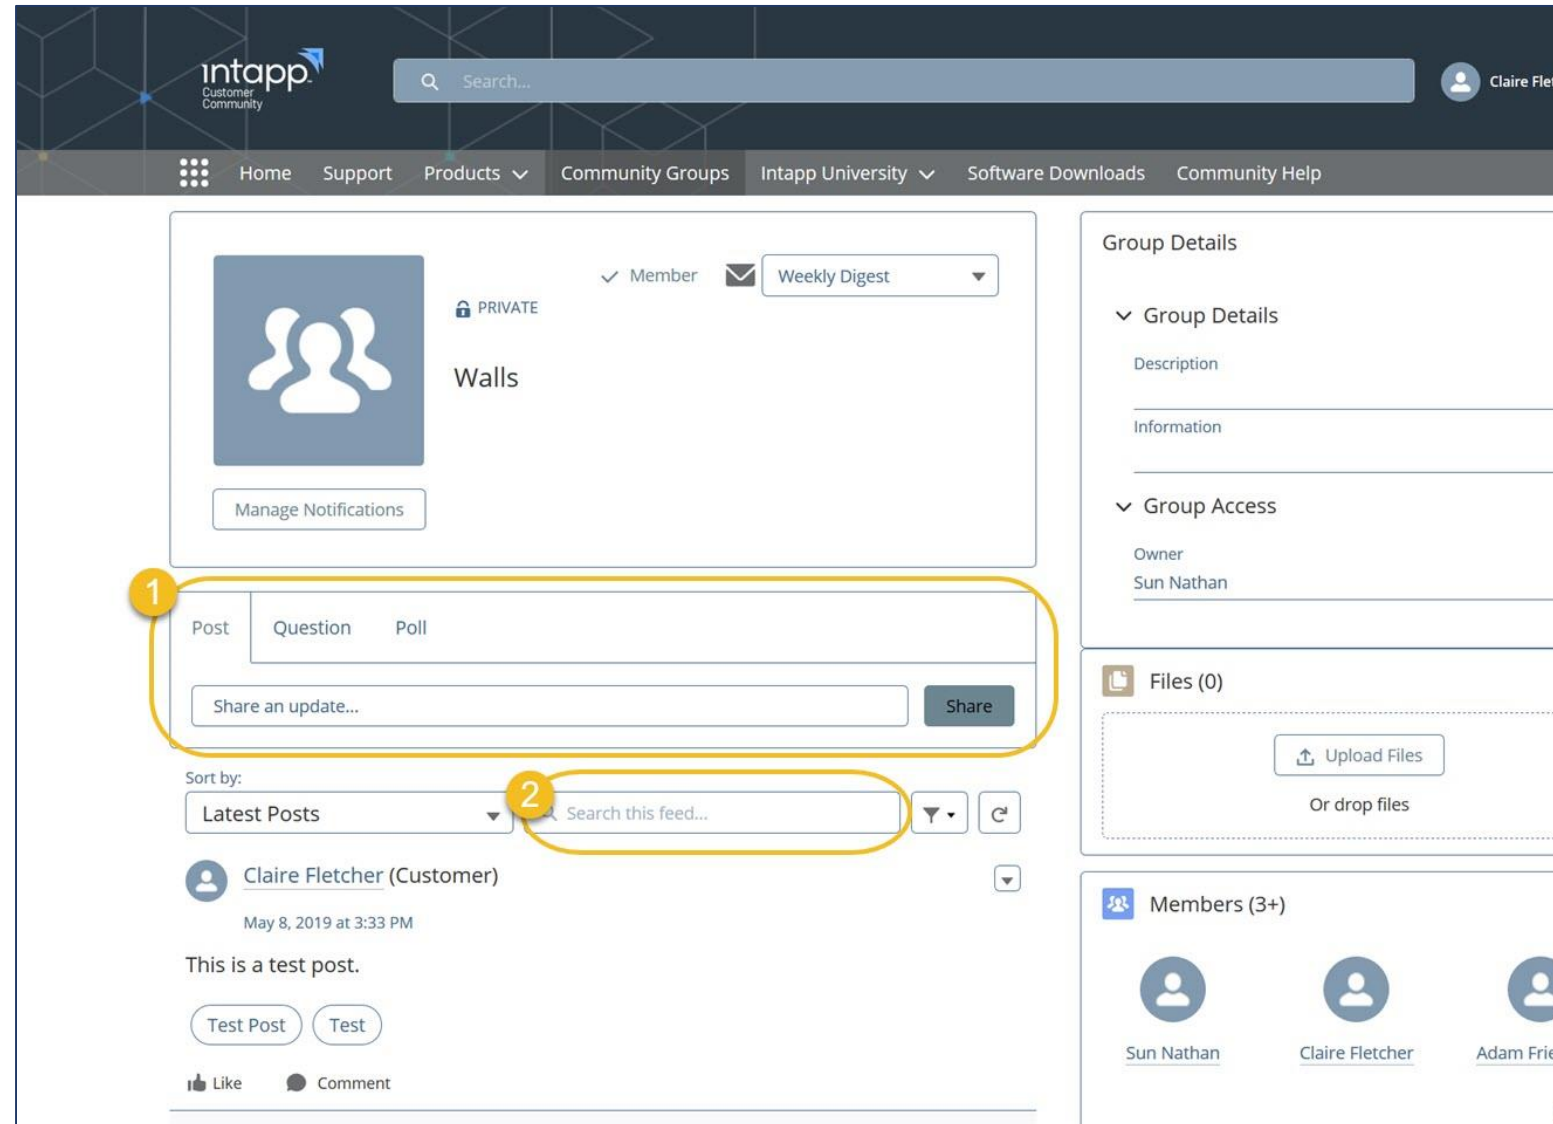 intapp
Customer
Community
Search...
Claire Fle
Home Support Products Community Groups Intapp University Software Downloads Community Help
Member Weekly Digest
PRIVATE
Walls
Manage Notifications
Group Details
Group Details
Description
Information
Group Access
Owner
Sun Nathan
1
Post Question Poll
Share an update... Share
Files (0)
Upload Files
Or drop files
Sort by:
Latest Posts
2
Search this feed...
Claire Fletcher (Customer)
May 8, 2019 at 3:33 PM
This is a test post.
Test Post Test
Like Comment
Members (3+)
Sun Nathan Claire Fletcher Adam Frie